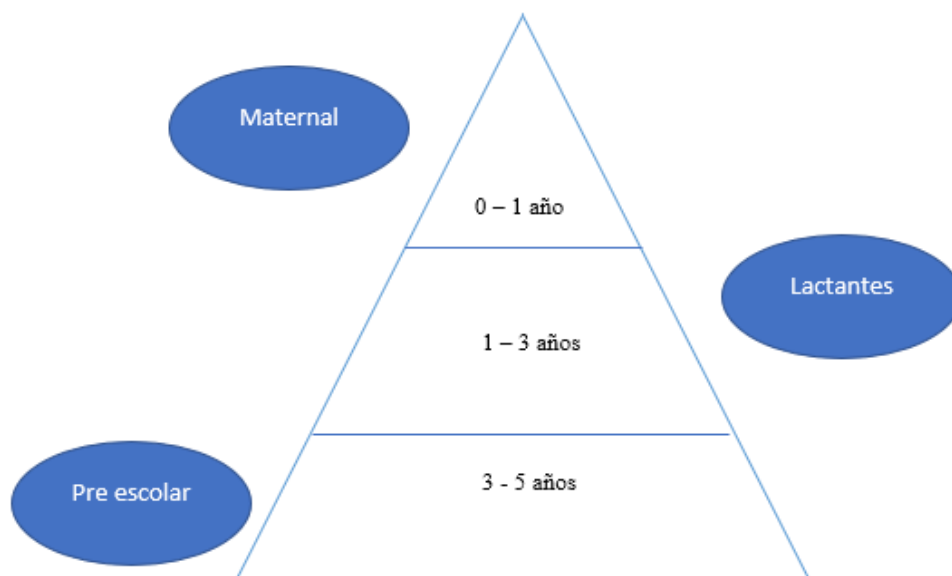 Maternal
0 – 1 año
Lactantes
1 – 3 años
Pre escolar
3 - 5 años